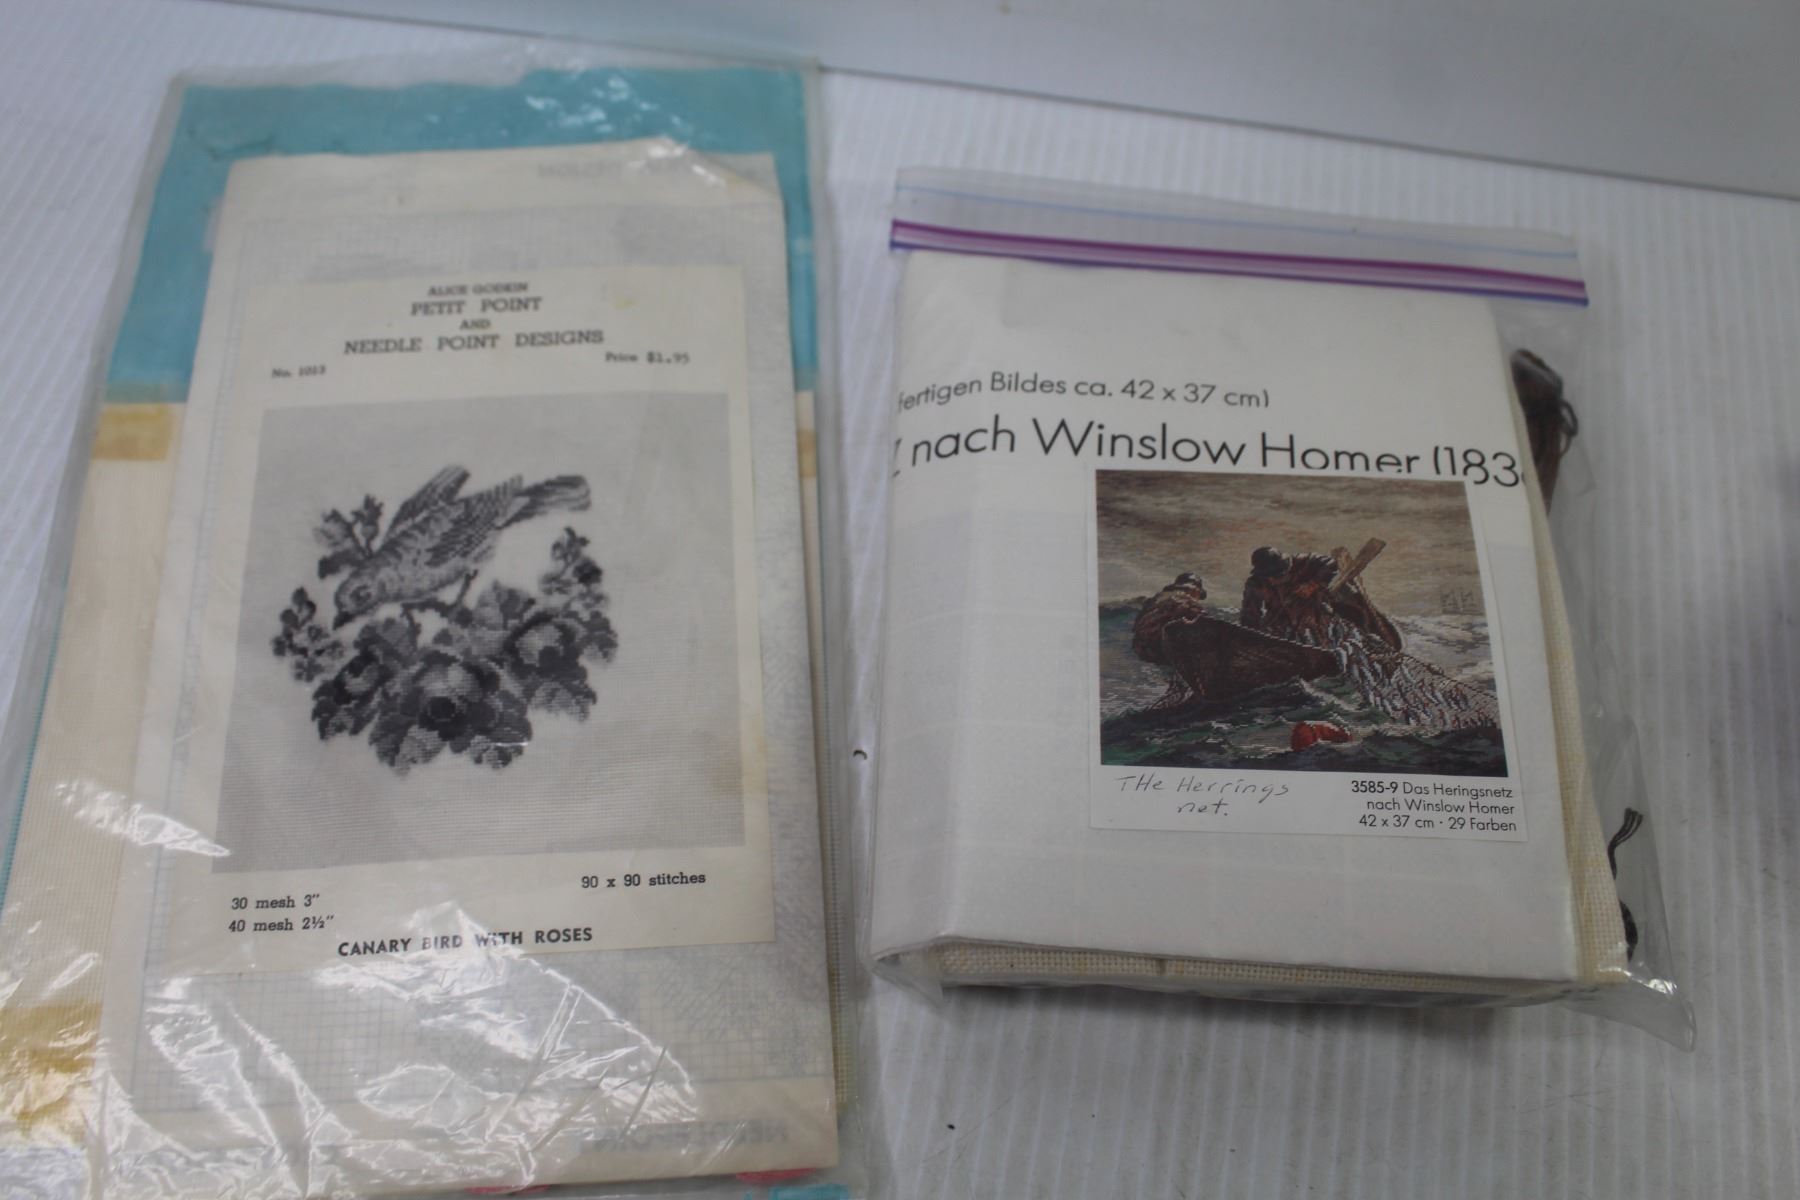 ALICE GODKIN
PETIT POINT
AND
NEEDLE POINT DESIGNS
No. 1013
Price $1.95
90 x 90 stitches
30 mesh 3"
40 mesh 2½"
CANARY BIRD WITH ROSES
fertigen Bildes ca. 42 x 37 cm)
nach Winslow Homer (183
THe Herrings
net.
3585-9 Das Heringsnetz
nach Winslow Homer
42 x 37 cm · 29 Farben